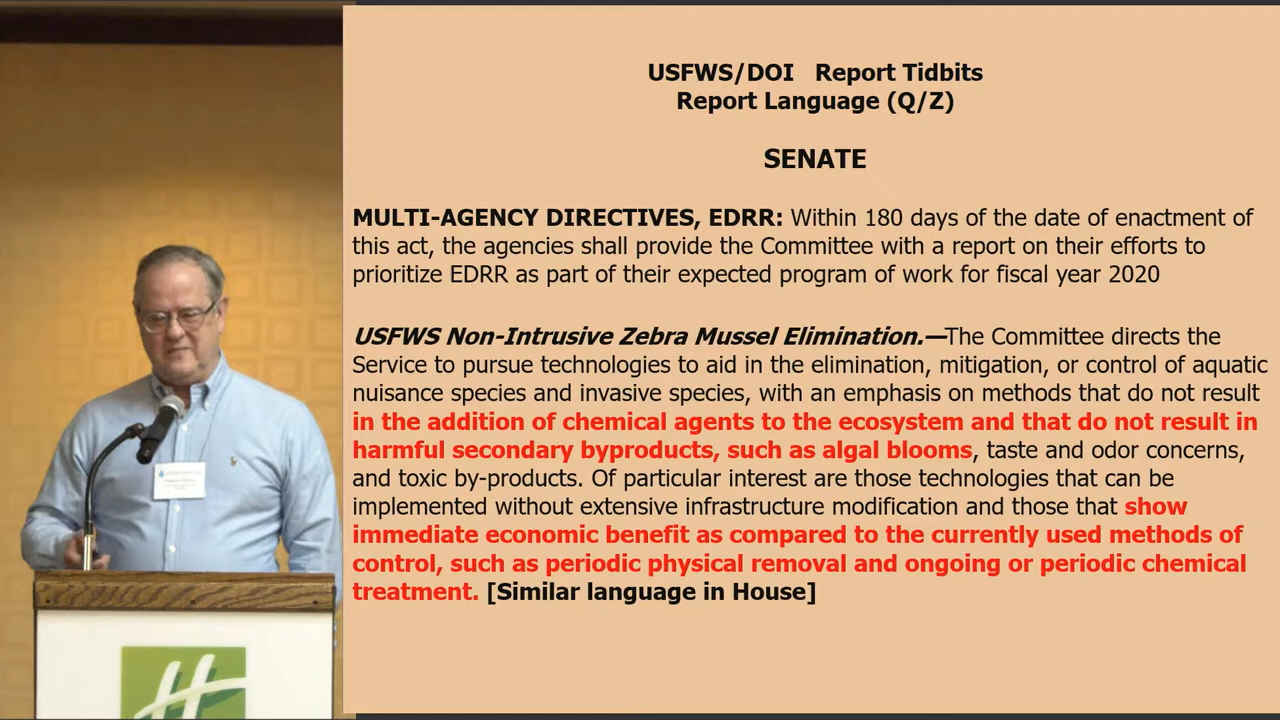 USFWS/DOI Report Tidbits
Report Language (Q/Z)
SENATE
MULTI-AGENCY DIRECTIVES, EDRR: Within 180 days of the date of enactment of
this act, the agencies shall provide the Committee with a report on their efforts to
prioritize EDRR as part of their expected program of work for fiscal year 2020
USFWS Non-Intrusive Zebra Mussel Elimination.—The Committee directs the
Service to pursue technologies to aid in the elimination, mitigation, or control of aquatic
nuisance species and invasive species, with an emphasis on methods that do not result
in the addition of chemical agents to the ecosystem and that do not result in
harmful secondary byproducts, such as algal blooms, taste and odor concerns,
and toxic by-products. Of particular interest are those technologies that can be
implemented without extensive infrastructure modification and those that show
immediate economic benefit as compared to the currently used methods of
control, such as periodic physical removal and ongoing or periodic chemical
treatment. [Similar language in House]
H